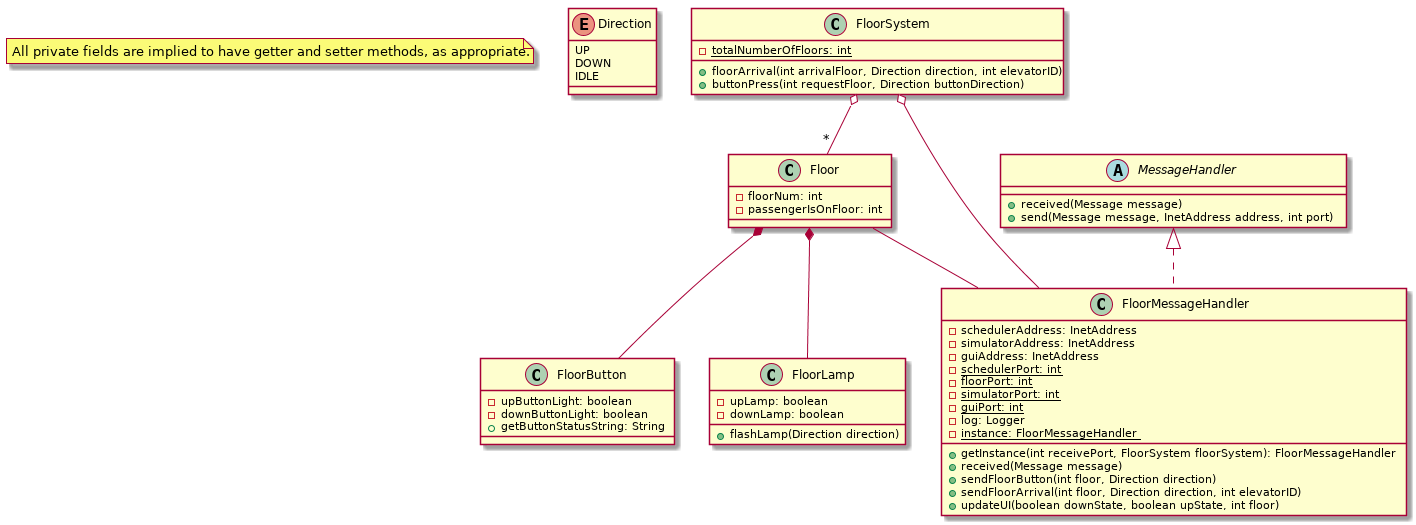 All private fields are implied to have getter and setter methods, as appropriate.
E Direction
UP
DOWN
IDLE
C FloorSystem
totalNumberOfFloors: int
floorArrival(int arrivalFloor, Direction direction, int elevatorID)
buttonPress(int requestFloor, Direction buttonDirection)
*
C Floor
floorNum: int
passengerIsOnFloor: int
A MessageHandler
received(Message message)
send(Message message, InetAddress address, int port)
C FloorButton
upButtonLight: boolean
downButtonLight: boolean
getButtonStatusString: String
C FloorLamp
upLamp: boolean
downLamp: boolean
flashLamp(Direction direction)
C FloorMessageHandler
schedulerAddress: InetAddress
simulatorAddress: InetAddress
guiAddress: InetAddress
schedulerPort: int
floorPort: int
simulatorPort: int
guiPort: int
log: Logger
instance: FloorMessageHandler
getInstance(int receivePort, FloorSystem floorSystem): FloorMessageHandler
received(Message message)
sendFloorButton(int floor, Direction direction)
sendFloorArrival(int floor, Direction direction, int elevatorID)
updateUI(boolean downState, boolean upState, int floor)